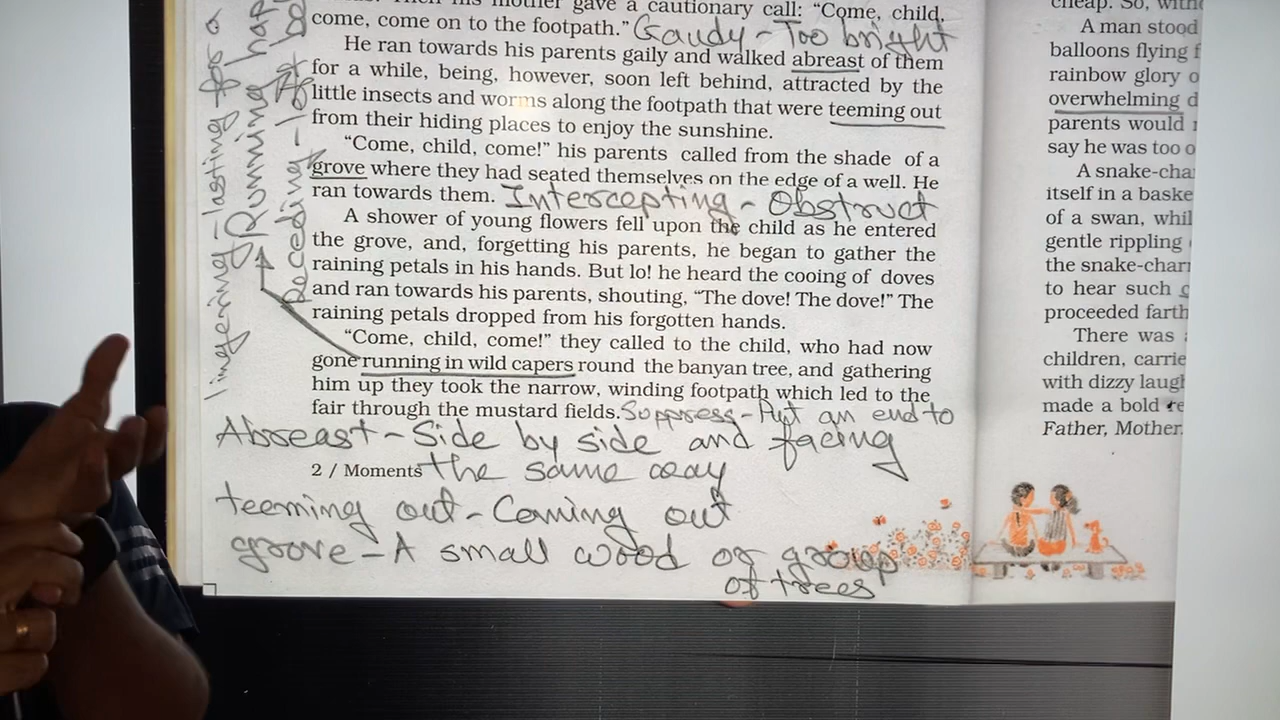 gave a cautionary call: “Come, child,
come, come on to the footpath.” Gaudy - Too bright
He ran towards his parents gaily and walked abreast of them
for a while, being, however, soon left behind, attracted by the
little insects and worms along the footpath that were teeming out
from their hiding places to enjoy the sunshine.
“Come, child, come!” his parents called from the shade of a
grove where they had seated themselves on the edge of a well. He
ran towards them. Intercepting - Obstruct
A shower of young flowers fell upon the child as he entered
the grove, and, forgetting his parents, he began to gather the
raining petals in his hands. But lo! he heard the cooing of doves
and ran towards his parents, shouting, “The dove! The dove!” The
raining petals dropped from his forgotten hands.
“Come, child, come!” they called to the child, who had now
gone running in wild capers round the banyan tree, and gathering
him up they took the narrow, winding footpath which led to the
fair through the mustard fields. Suppress - Put an end to
Abreast - Side by side and facing
2 / Moments the same way
teeming out - Coming out
grove - A small wood or group
of trees
lingering - lasting for a
Running
Receding -
A man stood
balloons flying
rainbow glory
overwhelming
parents would
say he was too
A snake-
itself in a
of a swan,
gentle rippling
the
to hear such
proceeded
There was
children,
with dizzy
made a bold
Father, Mother